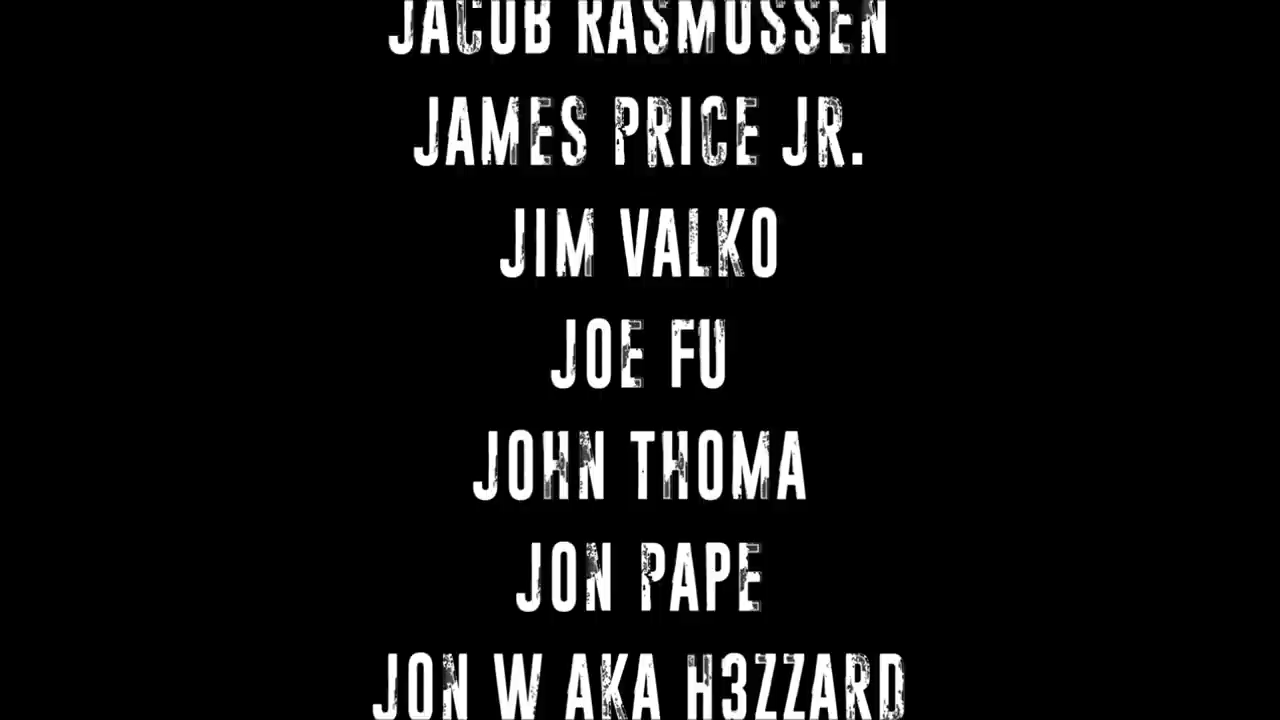 JACOB RASMUSSEN
JAMES PRICE JR.
JIM VALKO
JOE FU
JOHN THOMA
JON PAPE
JON W AKA H3ZZARD